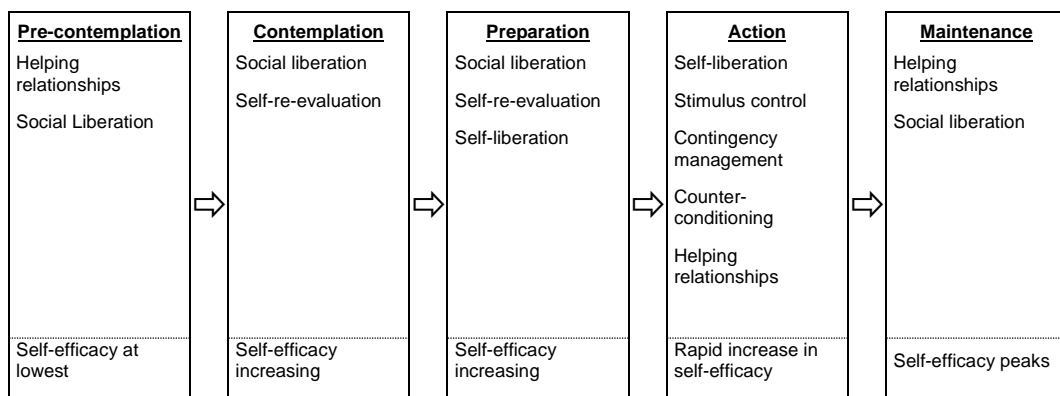 Pre-contemplation
Helping
relationships
Social Liberation
Self-efficacy at
lowest
Contemplation
Social liberation
Self-re-evaluation
Self-efficacy
increasing
Preparation
Social liberation
Self-re-evaluation
Self-liberation
Self-efficacy
increasing
Action
Self-liberation
Stimulus control
Contingency
management
Counter-
conditioning
Helping
relationships
Rapid increase in
self-efficacy
Maintenance
Helping
relationships
Social liberation
Self-efficacy peaks